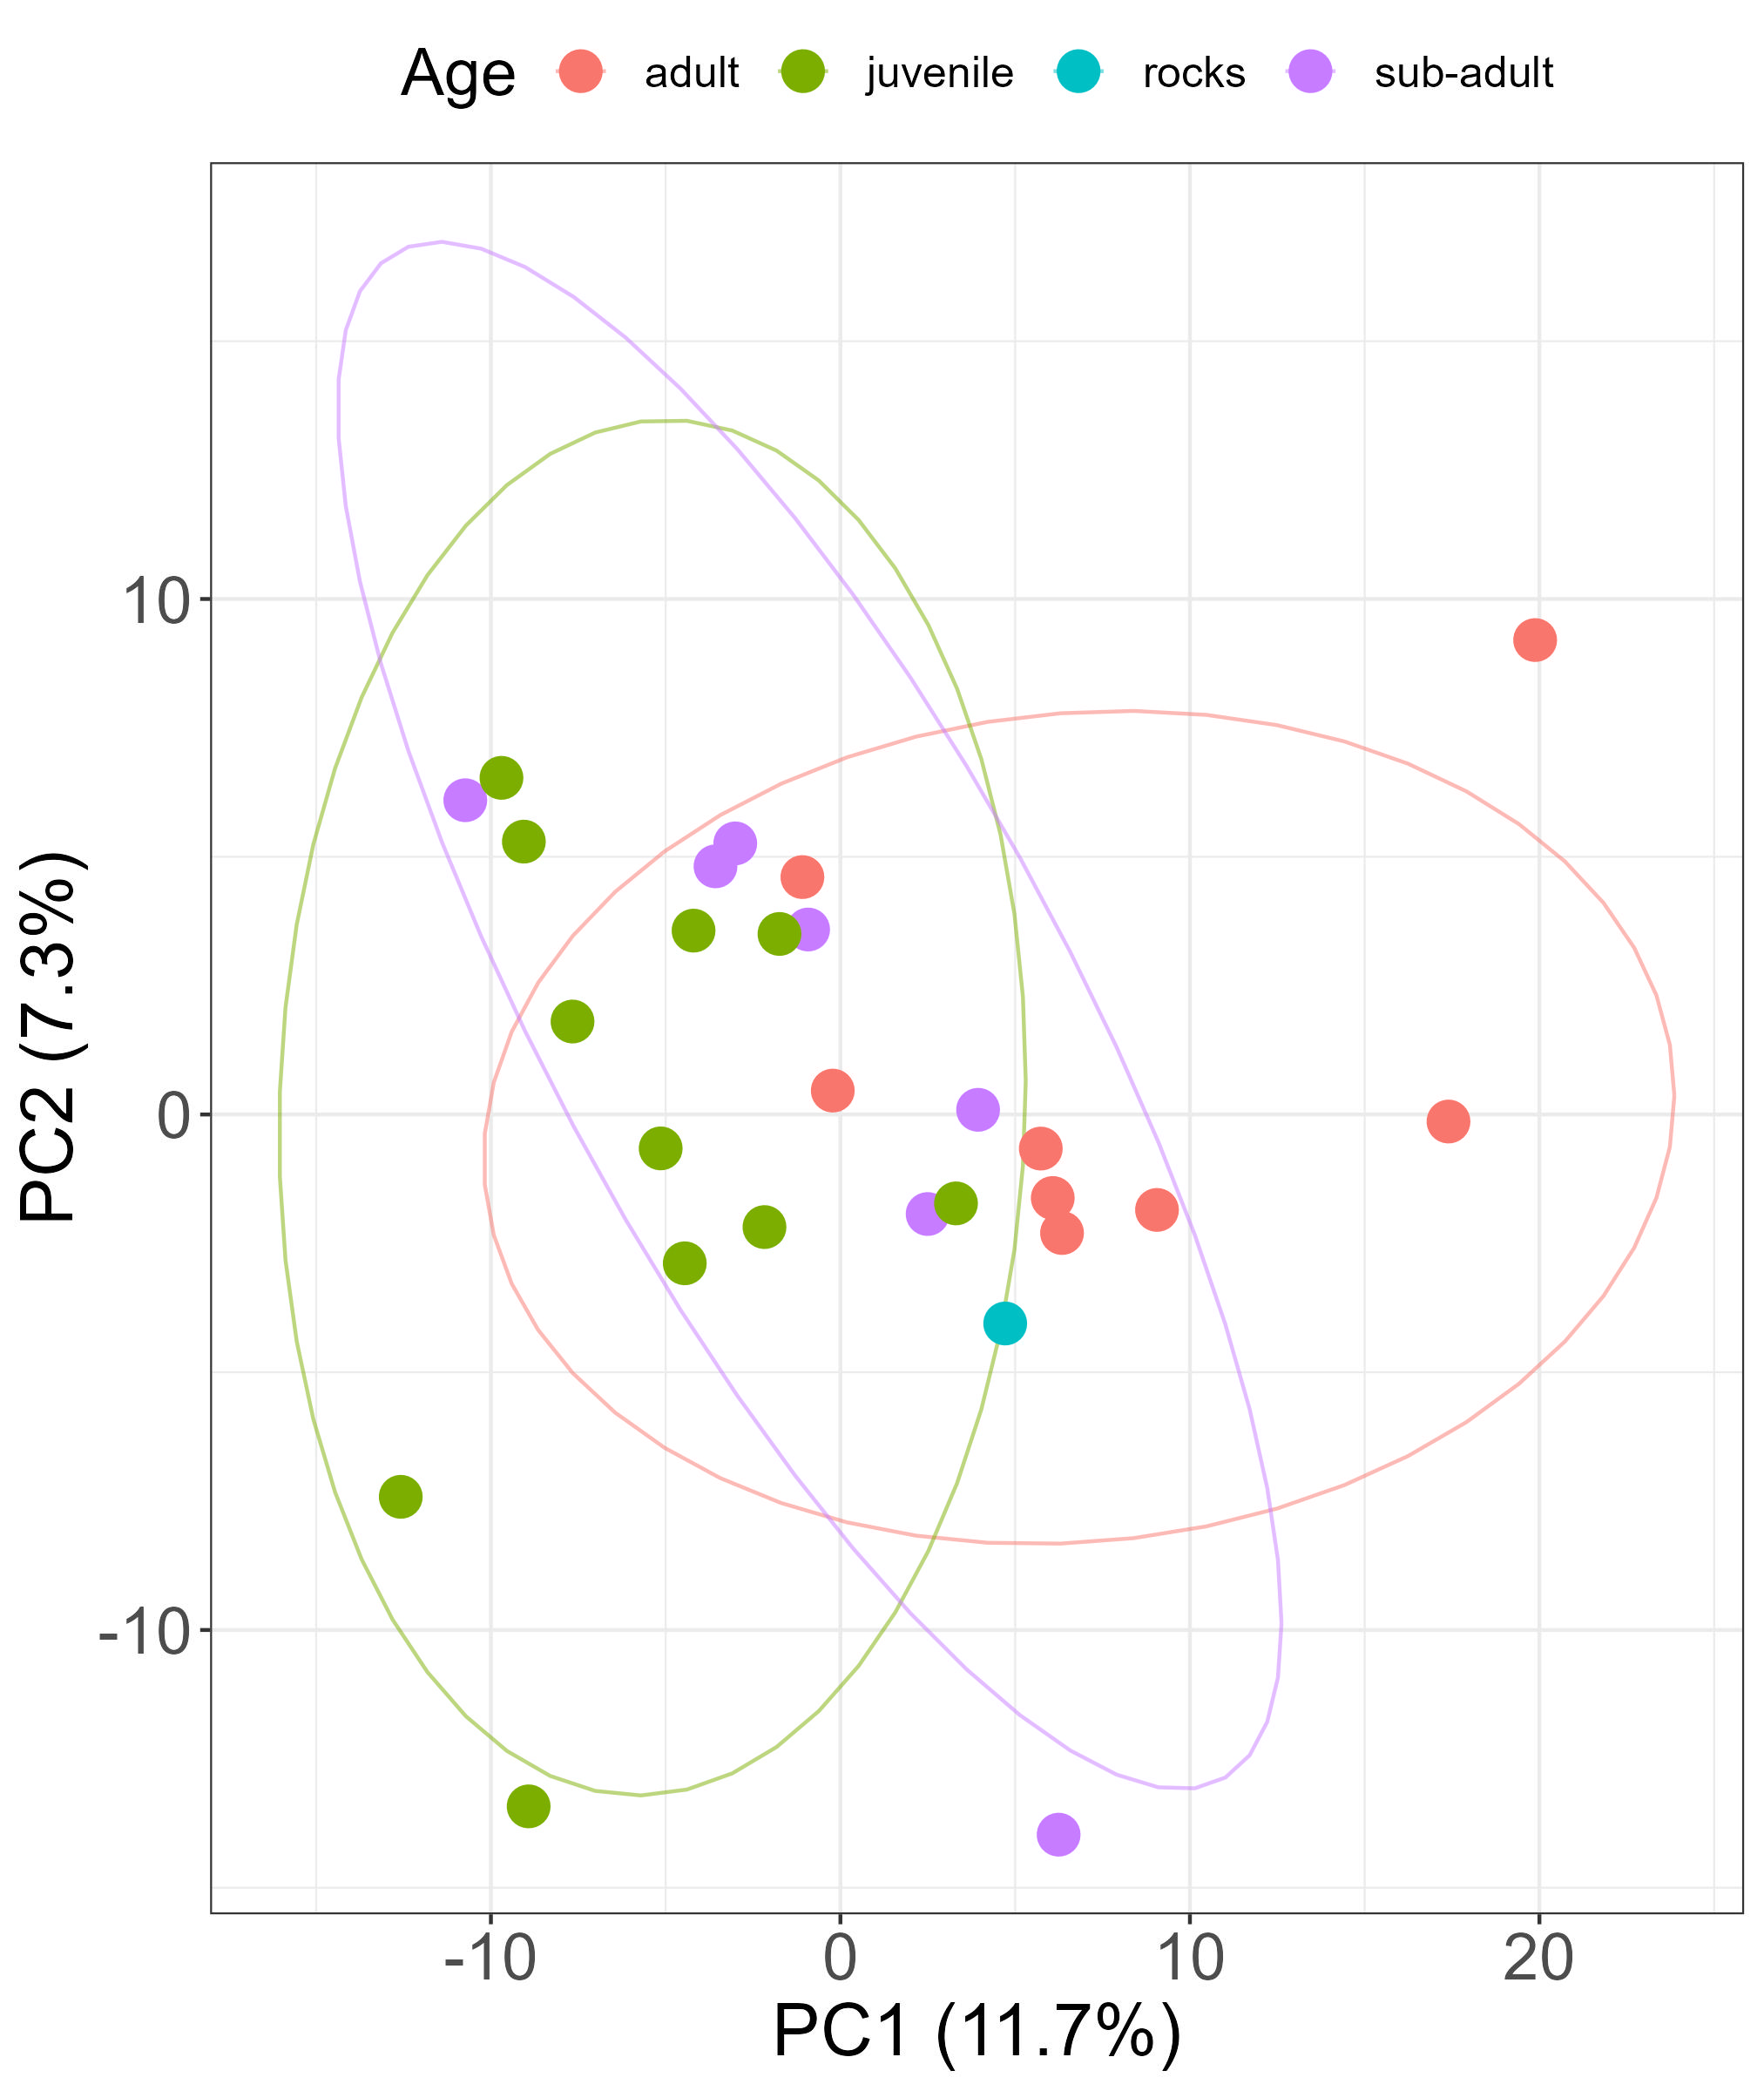 Age adult juvenile rocks sub-adult
PC2 (7.3%)
10
0
-10
-10 0 10 20
PC1 (11.7%)